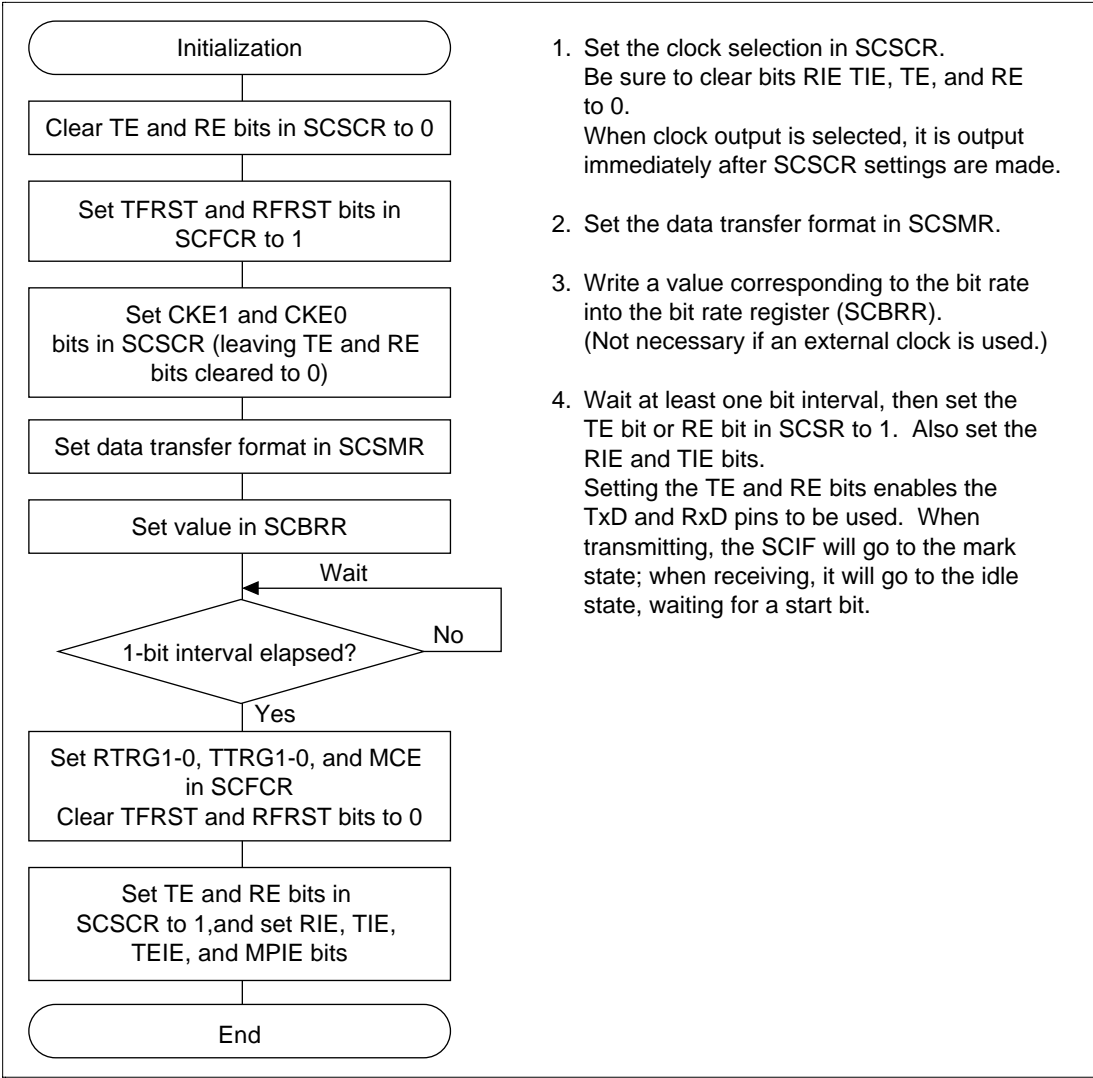 Initialization
Clear TE and RE bits in SCSCR to 0
Set TFRST and RFRST bits in
SCFCR to 1
Set CKE1 and CKE0
bits in SCSCR (leaving TE and RE
bits cleared to 0)
Set data transfer format in SCSMR
Set value in SCBRR
Wait
1-bit interval elapsed?
No
Yes
Set RTRG1-0, TTRG1-0, and MCE
in SCFCR
Clear TFRST and RFRST bits to 0
Set TE and RE bits in
SCSCR to 1,and set RIE, TIE,
TEIE, and MPIE bits
End
1. Set the clock selection in SCSCR.
Be sure to clear bits RIE TIE, TE, and RE
to 0.
When clock output is selected, it is output
immediately after SCSCR settings are made.
2. Set the data transfer format in SCSMR.
3. Write a value corresponding to the bit rate
into the bit rate register (SCBRR).
(Not necessary if an external clock is used.)
4. Wait at least one bit interval, then set the
TE bit or RE bit in SCSR to 1. Also set the
RIE and TIE bits.
Setting the TE and RE bits enables the
TxD and RxD pins to be used. When
transmitting, the SCIF will go to the mark
state; when receiving, it will go to the idle
state, waiting for a start bit.